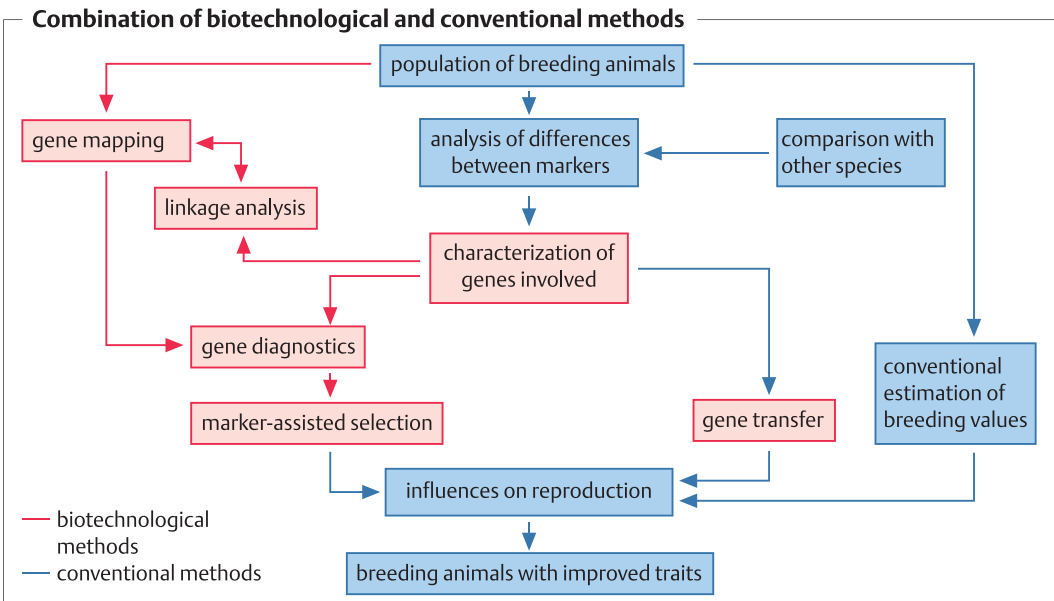 Combination of biotechnological and conventional methods
population of breeding animals
gene mapping
analysis of differences
between markers
comparison with
other species
linkage analysis
characterization of
genes involved
gene diagnostics
conventional
estimation of
breeding values
marker-assisted selection
gene transfer
influences on reproduction
biotechnological
methods
conventional methods
breeding animals with improved traits